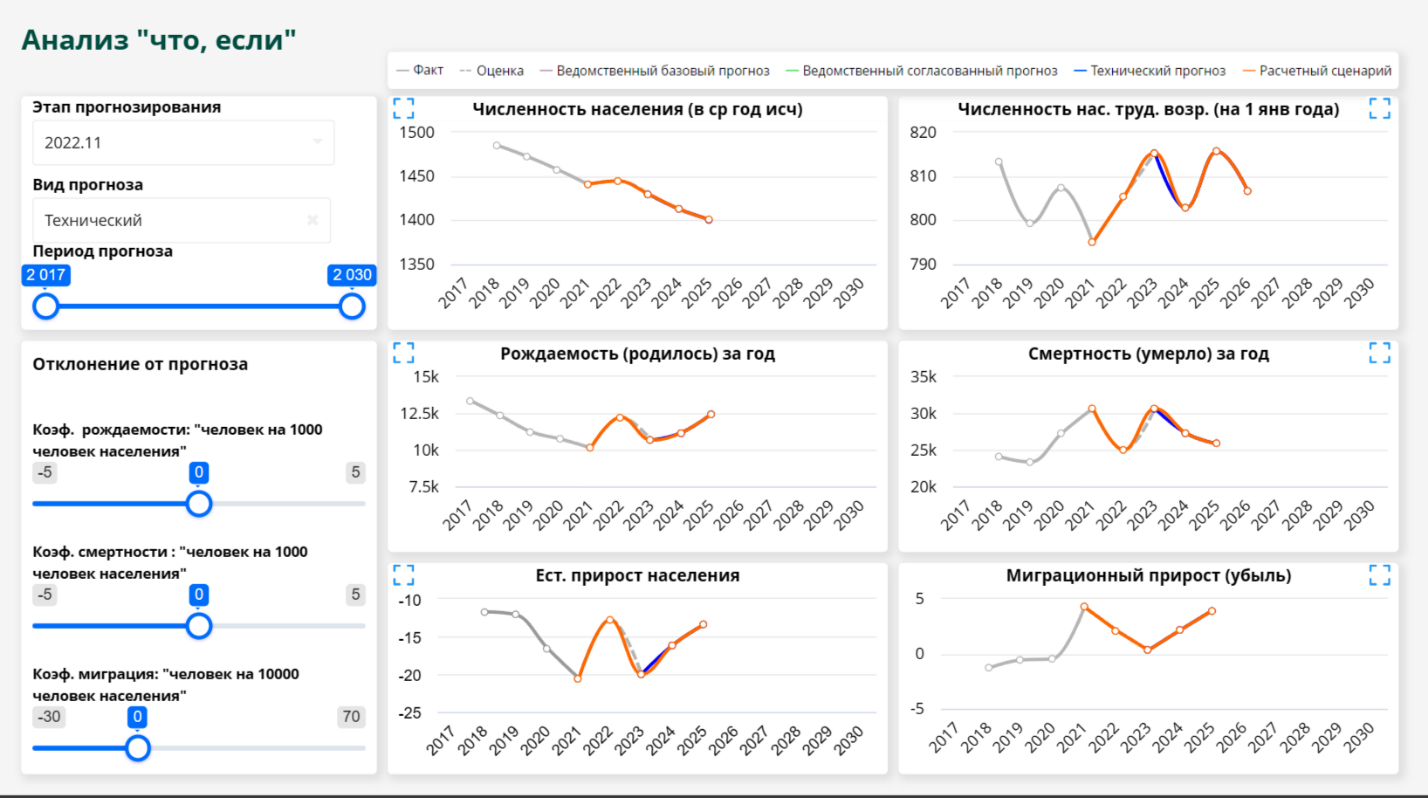 Анализ "что, если"
Факт Оценка Ведомственный базовый прогноз Ведомственный согласованный прогноз Технический прогноз Расчетный сценарий
Этап прогнозирования
2022.11
Вид прогноза
Технический
Период прогноза
2 017 2 030
Отклонение от прогноза
Коэф. рождаемости: "человек на 1000
человек населения"
-5 0 5
Коэф. смертности : "человек на 1000
человек населения"
-5 0 5
Коэф. миграция: "человек на 10000
человек населения"
-30 0 70
Численность населения (в ср год исч)
1500
1450
1400
1350
2017 2018 2019 2020 2021 2022 2023 2024 2025 2026 2027 2028 2029 2030
Численность нас. труд. возр. (на 1 янв года)
820
810
800
790
2017 2018 2019 2020 2021 2022 2023 2024 2025 2026 2027 2028 2029 2030
Рождаемость (родилось) за год
15k
12.5k
10k
7.5k
2017 2018 2019 2020 2021 2022 2023 2024 2025 2026 2027 2028 2029 2030
Смертность (умерло) за год
35k
30k
25k
20k
2017 2018 2019 2020 2021 2022 2023 2024 2025 2026 2027 2028 2029 2030
Ест. прирост населения
-10
-15
-20
-25
2017 2018 2019 2020 2021 2022 2023 2024 2025 2026 2027 2028 2029 2030
Миграционный прирост (убыль)
5
0
-5
2017 2018 2019 2020 2021 2022 2023 2024 2025 2026 2027 2028 2029 2030